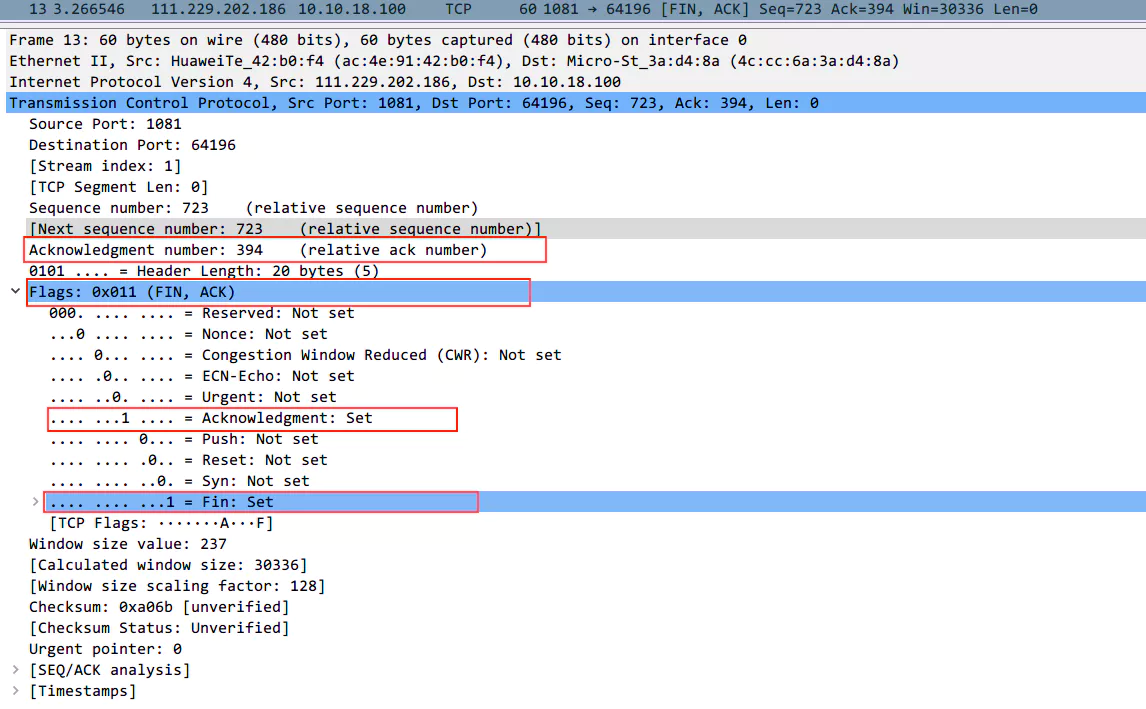 13 3.266546 111.229.202.186 10.10.18.100 TCP 60 1081 → 64196 [FIN, ACK] Seq=723 Ack=394 Win=30336 Len=0
Frame 13: 60 bytes on wire (480 bits), 60 bytes captured (480 bits) on interface 0
Ethernet II, Src: HuaweiTe_42:b0:f4 (ac:4e:91:42:b0:f4), Dst: Micro-St_3a:d4:8a (4c:cc:6a:3a:d4:8a)
Internet Protocol Version 4, Src: 111.229.202.186, Dst: 10.10.18.100
Transmission Control Protocol, Src Port: 1081, Dst Port: 64196, Seq: 723, Ack: 394, Len: 0
Source Port: 1081
Destination Port: 64196
[Stream index: 1]
[TCP Segment Len: 0]
Sequence number: 723 (relative sequence number)
[Next sequence number: 723 (relative sequence number)]
Acknowledgment number: 394 (relative ack number)
0101 .... = Header Length: 20 bytes (5)
Flags: 0x011 (FIN, ACK)
000. .... .... = Reserved: Not set
...0 .... .... = Nonce: Not set
.... 0... .... = Congestion Window Reduced (CWR): Not set
.... .0.. .... = ECN-Echo: Not set
.... ..0. .... = Urgent: Not set
.... ...1 .... = Acknowledgment: Set
.... .... 0... = Push: Not set
.... .... .0.. = Reset: Not set
.... .... ..0. = Syn: Not set
.... .... ...1 = Fin: Set
[TCP Flags: ·······A···F]
Window size value: 237
[Calculated window size: 30336]
[Window size scaling factor: 128]
Checksum: 0xa06b [unverified]
[Checksum Status: Unverified]
Urgent pointer: 0
[SEQ/ACK analysis]
[Timestamps]